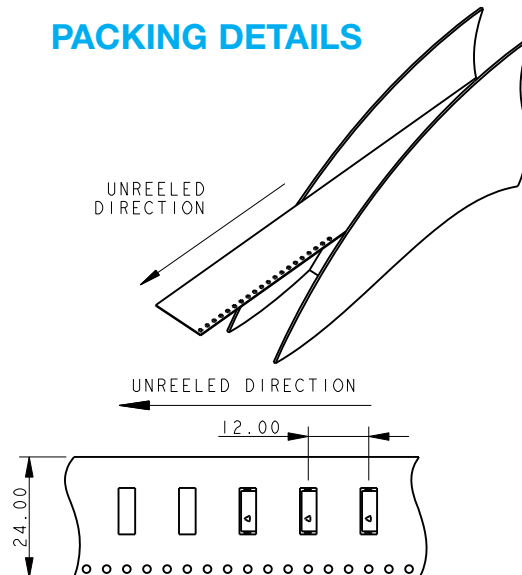 PACKING DETAILS
UNREELED
DIRECTION
UNREELED DIRECTION
12.00
24.00